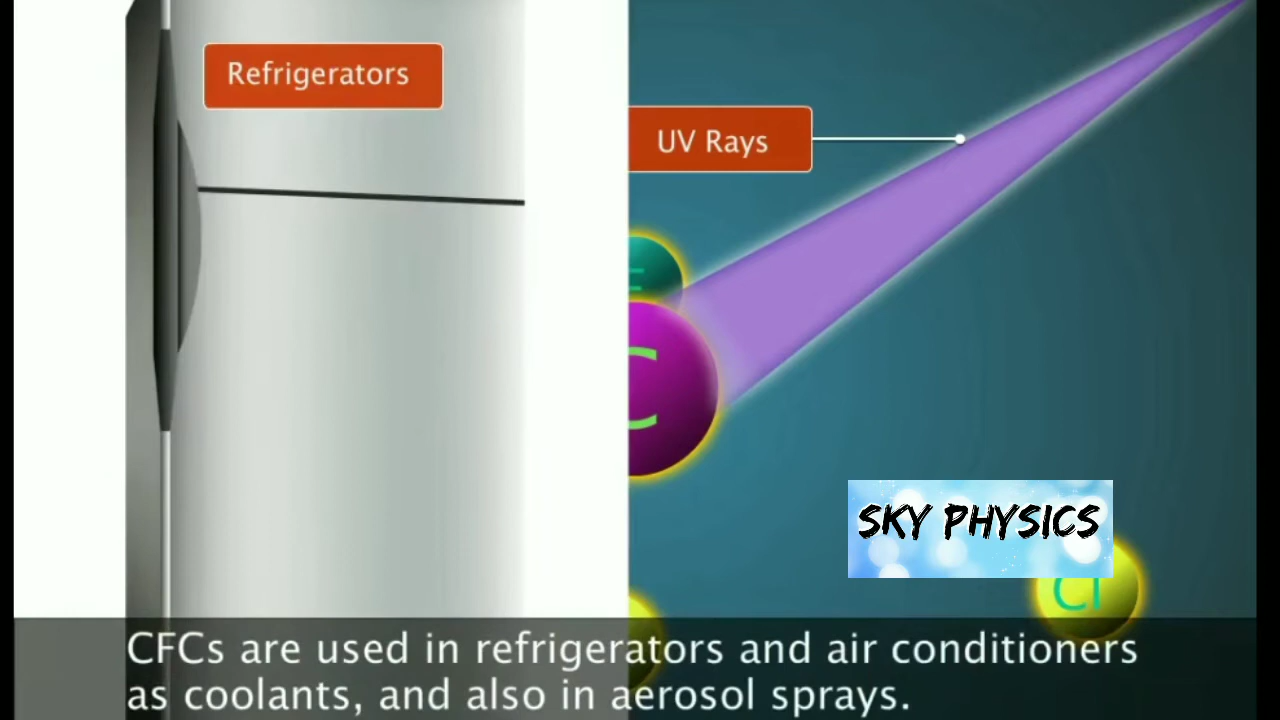 Refrigerators
UV Rays
F
C
SKY PHYSICS
Cl
CFCs are used in refrigerators and air conditioners
as coolants, and also in aerosol sprays.